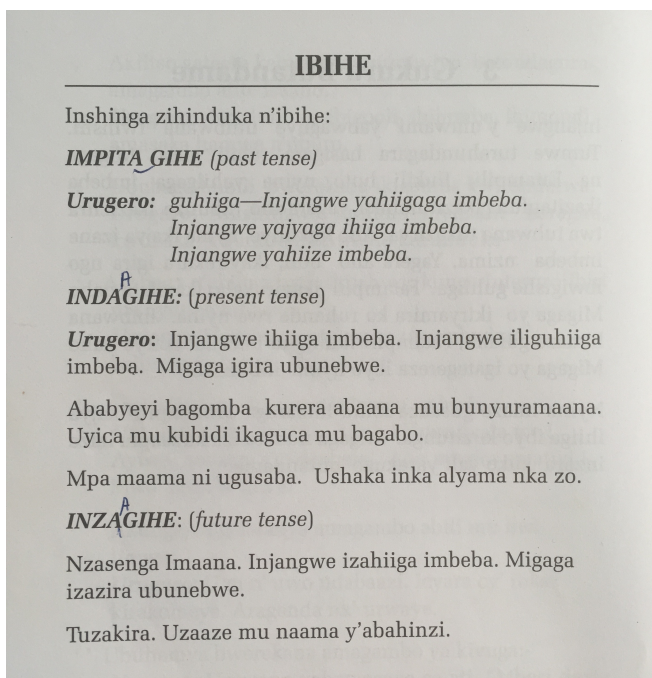 IBIHE
Inshinga zihinduka n'ibihe:
IMPITA GIHE (past tense)
Urugero: guhiiga—Injangwe yahiigaga imbeba.
Injangwe yajyaga ihiiga imbeba.
Injangwe yahiize imbeba.
A
INDAGIHE: (present tense)
Urugero: Injangwe ihiiga imbeba. Injangwe iliguhiiga
imbeba. Migaga igira ubunebwe.
Ababyeyi bagomba kurera abaana mu bunyuramaana.
Uyica mu kubidi ikaguca mu bagabo.
Mpa maama ni ugusaba. Ushaka inka alyama nka zo.
A
INZAGIHE: (future tense)
Nzasenga Imaana. Injangwe izahiiga imbeba. Migaga
izazira ubunebwe.
Tuzakira. Uzaaze mu naama y'abahinzi.